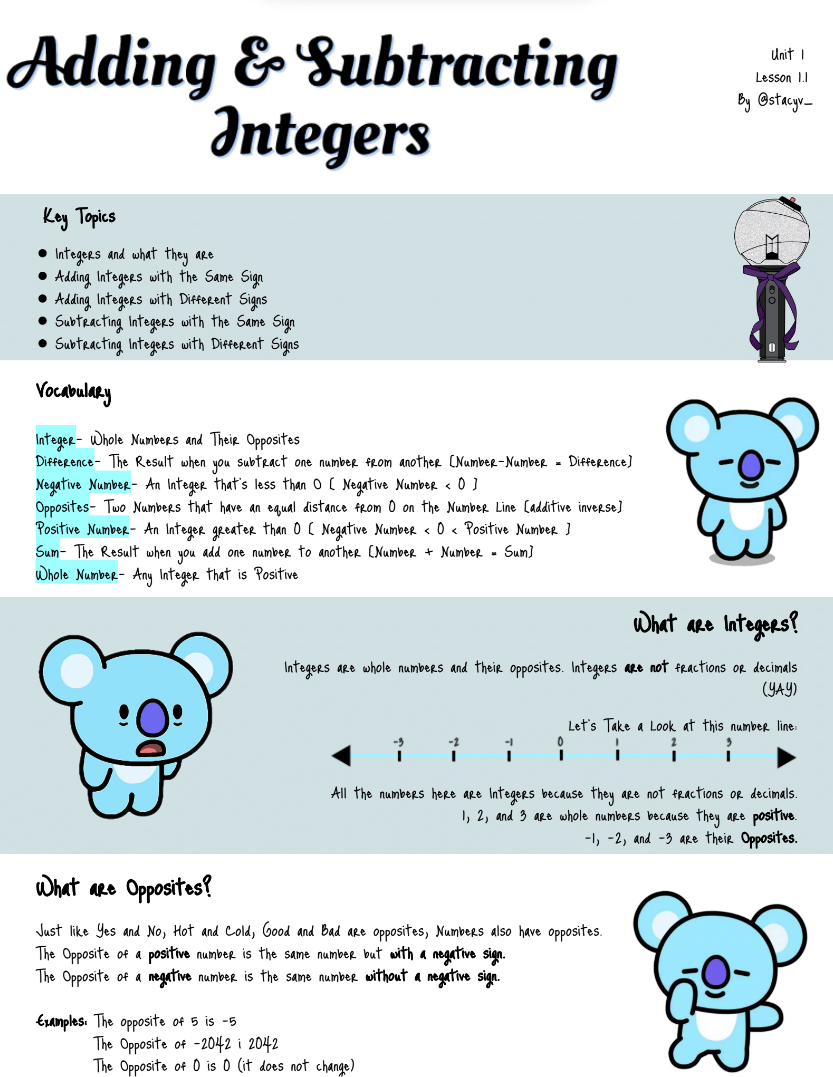 Adding & Subtracting
Integers
Unit 1
Lesson 1.1
By @stacyv_
Key Topics
● Integers and what they are
● Adding Integers with the Same Sign
● Adding Integers with Different Signs
● Subtracting Integers with the Same Sign
● Subtracting Integers with Different Signs
Vocabulary
Integer- Whole Numbers and Their Opposites
Difference- The Result when you subtract one number from another [Number-Number = Difference]
Negative Number- An Integer that's less than 0 [ Negative Number < 0 ]
Opposites- Two Numbers that have an equal distance from 0 on the Number Line [additive inverse]
Positive Number- An Integer greater than 0 [ Negative Number < 0 < Positive Number ]
Sum- The Result when you add one number to another [Number + Number = Sum]
Whole Number- Any Integer that is Positive
What are Integers?
Integers are whole numbers and their opposites. Integers are not fractions or decimals
(YAY)
Let's Take a Look at this number line:
-3 -2 -1 0 1 2 3
All the numbers here are Integers because they are not fractions or decimals.
1, 2, and 3 are whole numbers because they are positive.
-1, -2, and -3 are their Opposites.
What are Opposites?
Just like Yes and No, Hot and Cold, Good and Bad are opposites, Numbers also have opposites.
The Opposite of a positive number is the same number but with a negative sign.
The Opposite of a negative number is the same number without a negative sign.
Examples: The opposite of 5 is -5
The Opposite of -2042 i 2042
The Opposite of 0 is 0 (it does not change)